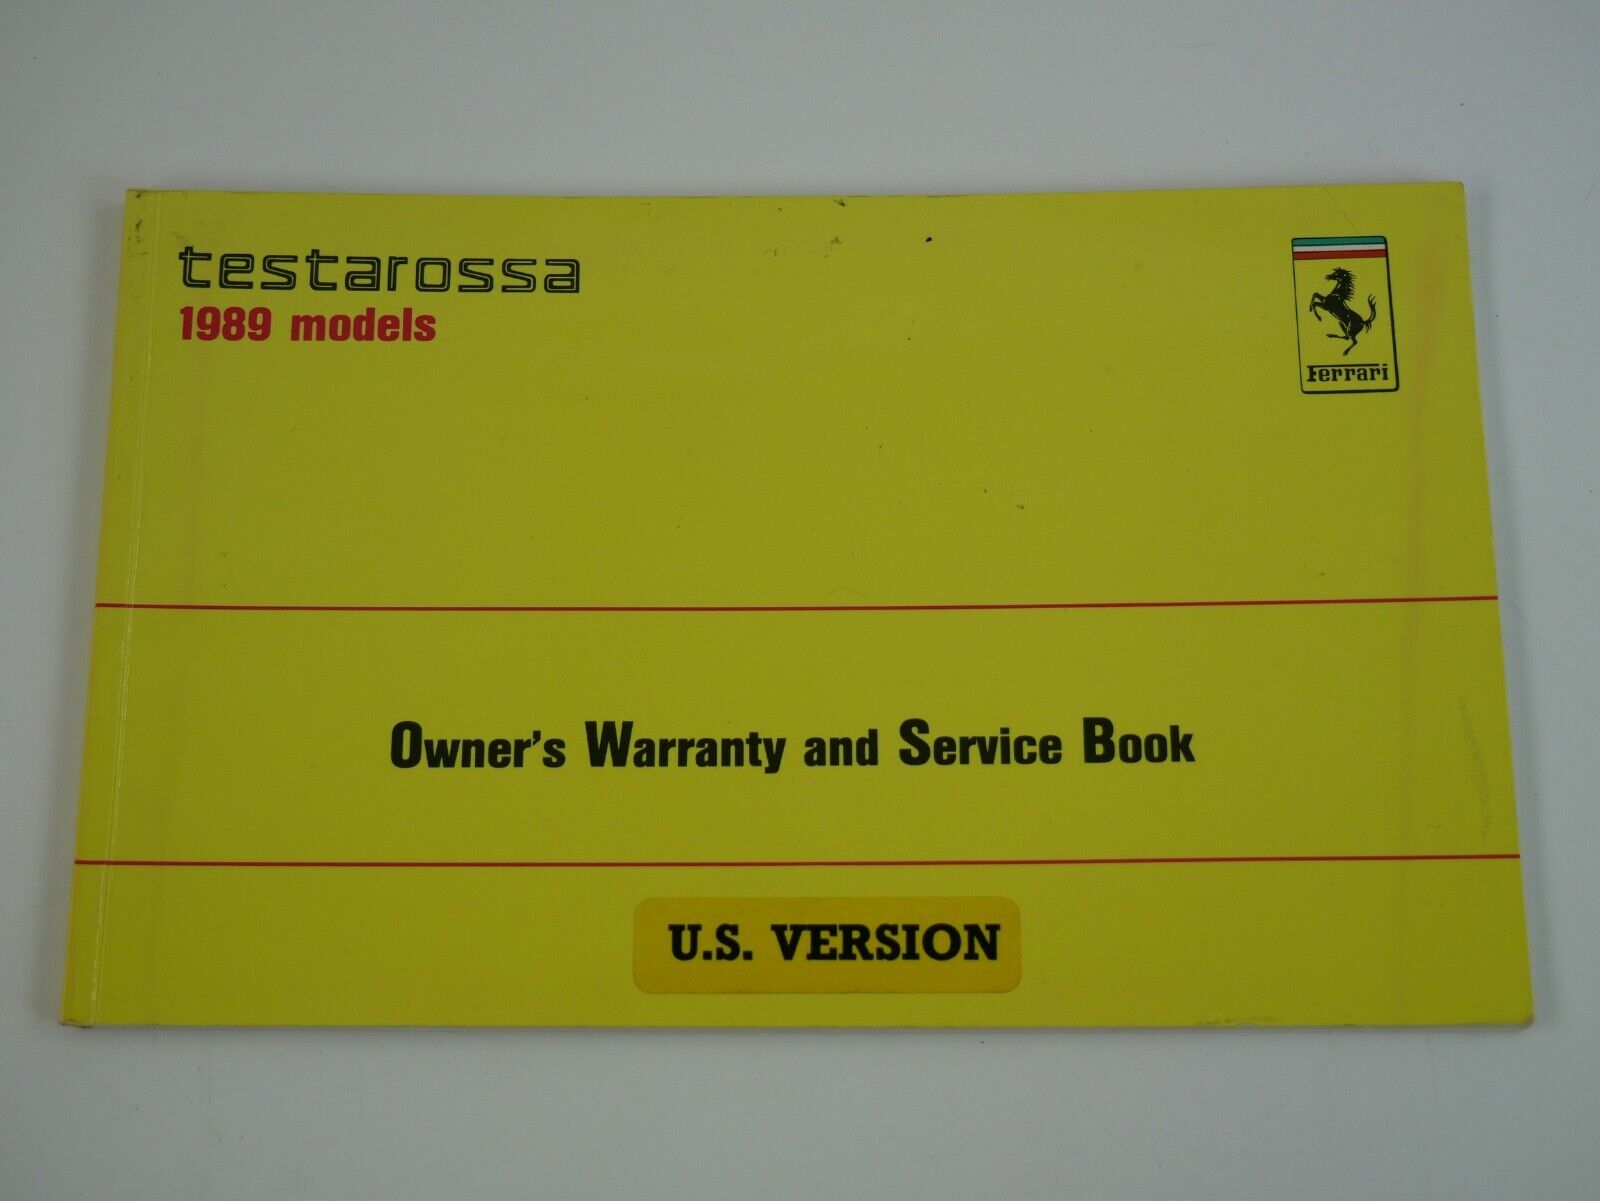 testarossa
1989 models
Ferrari
Owner's Warranty and Service Book
U.S. VERSION